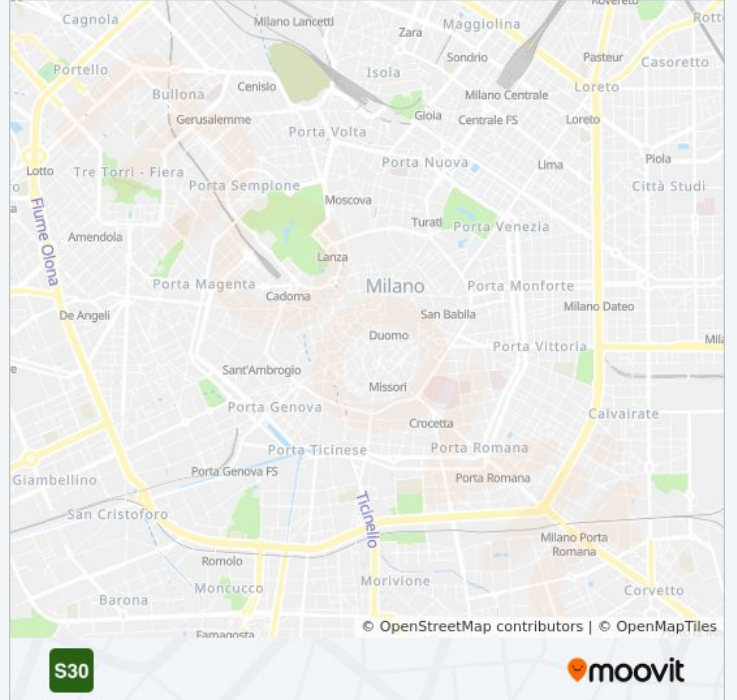 Rovereto
Cagnola
Milano Lancetti
Maggiolina
Rott
Zara
Sondrio
Pasteur
Casoretto
Portello
Isola
Bullona
Cenisio
Milano Centrale
Loreto
Gerusalemme
Gioia
Centrale FS
Loreto
Porta Volta
Lotto
Tre Torri - Fiera
Porta Nuova
Lima
Piola
Porta Sempione
Città Studi
o
Moscova
a
Turati
Porta Venezia
Fiume Olona
Amendola
Lanza
Porta Magenta
Cadorna
Milano
Porta Monforte
De Angeli
San Babila
Milano Dateo
Duomo
Porta Vittoria
Mila
e
Sant'Ambrogio
Missori
Porta Genova
Crocetta
Calvairate
Porta Ticinese
Porta Romana
Giambellino
Porta Genova FS
Porta Romana
San Cristoforo
Ticinello
Milano Porta
Romana
Romolo
Moncucco
Morivione
Corvetto
Barona
Famagosta
© OpenStreetMap contributors | © OpenMapTiles
S30
moovit